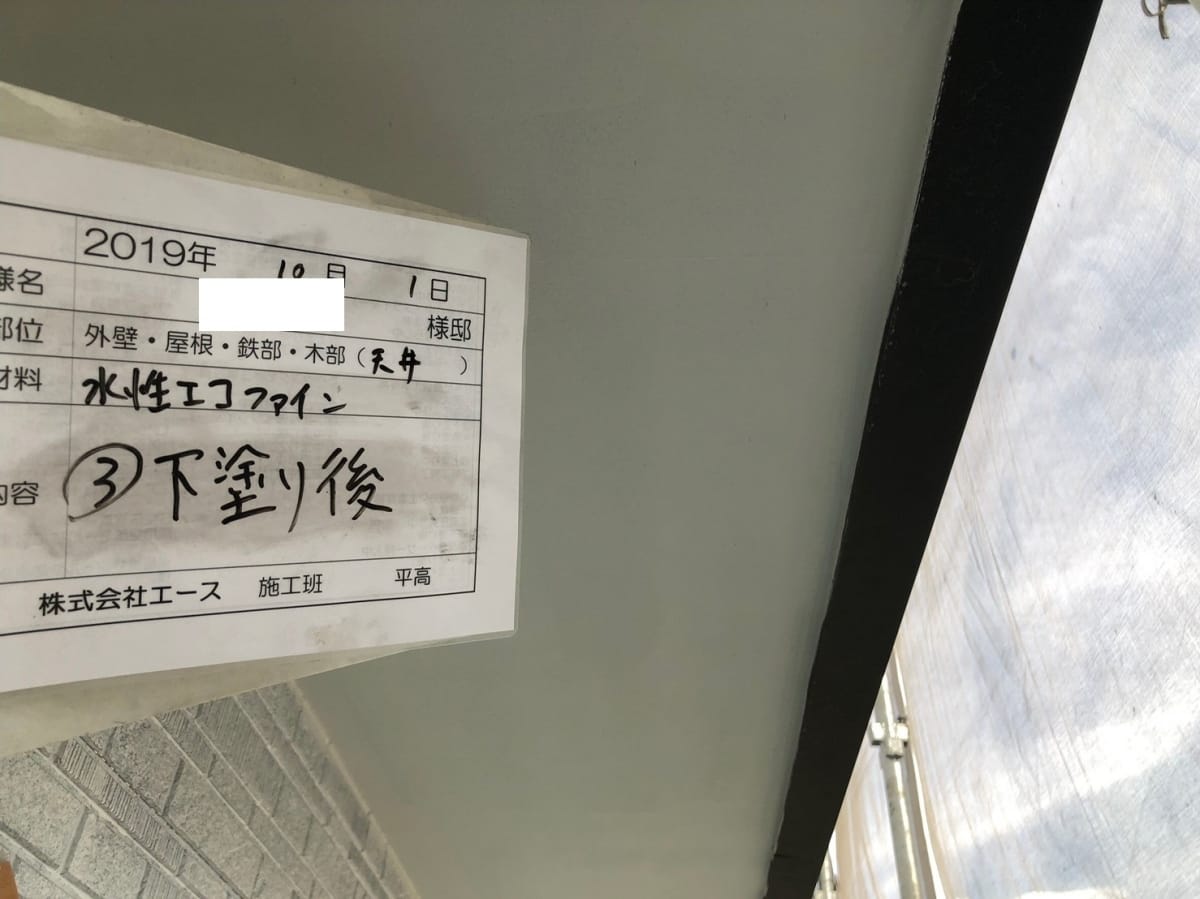 2019年 10月 1日
様名
様邸
部位 外壁・屋根・鉄部・木部（天井 ）
材料 水性エコファイン
内容 ③下塗り後
株式会社エース 施工班 平高